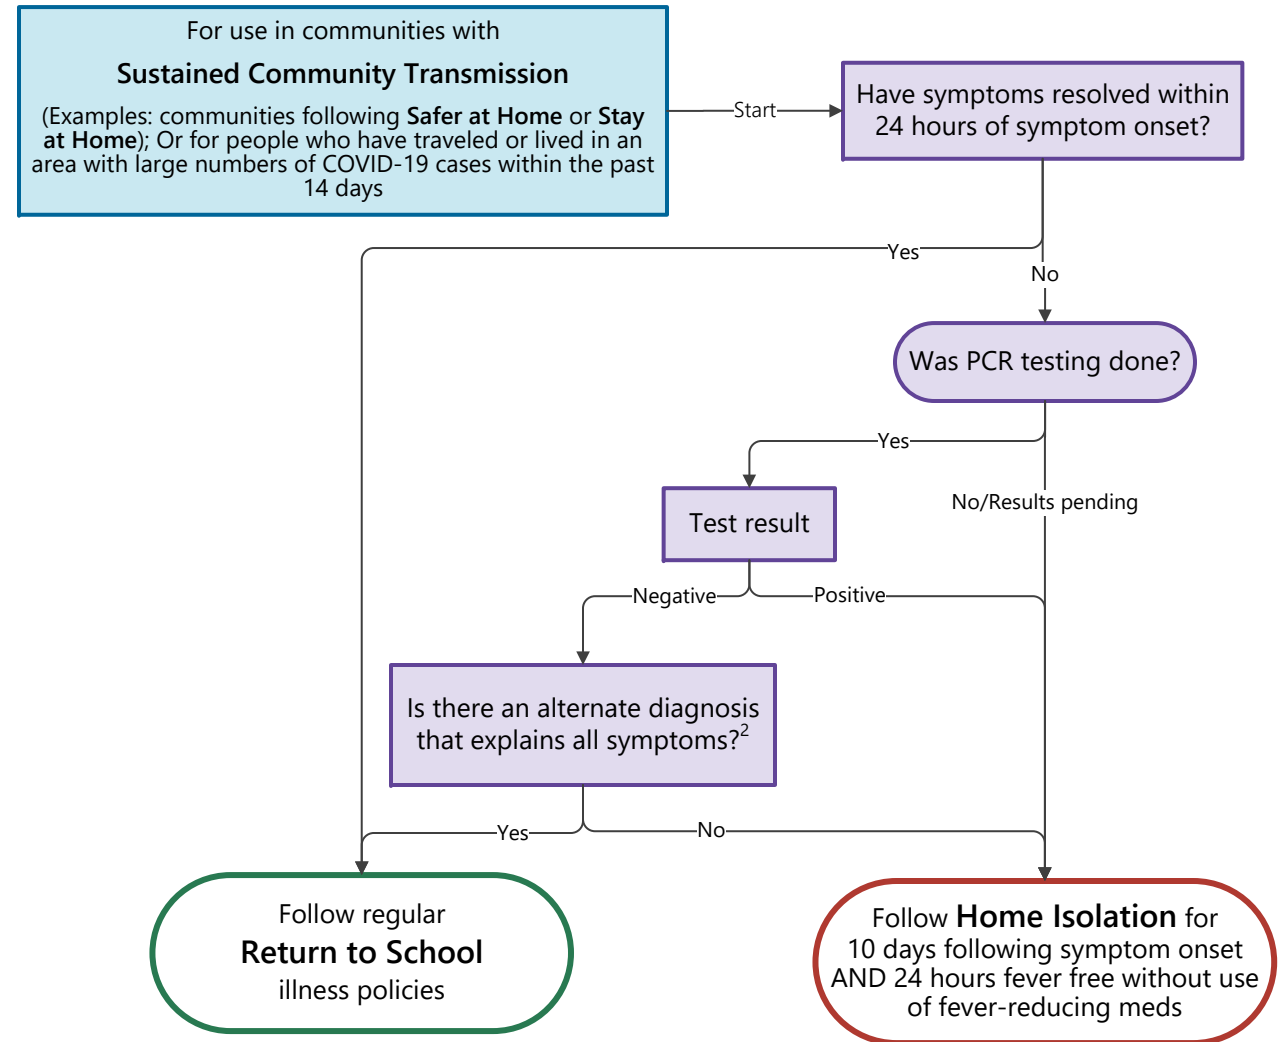 For use in communities with
Sustained Community Transmission
(Examples: communities following Safer at Home or Stay
at Home); Or for people who have traveled or lived in an
area with large numbers of COVID-19 cases within the past
14 days
Start
Have symptoms resolved within
24 hours of symptom onset?
Yes
No
Was PCR testing done?
Yes
No/Results pending
Test result
Negative
Positive
Is there an alternate diagnosis
that explains all symptoms?2
Yes
No
Follow regular
Return to School
illness policies
Follow Home Isolation for
10 days following symptom onset
AND 24 hours fever free without use
of fever-reducing meds